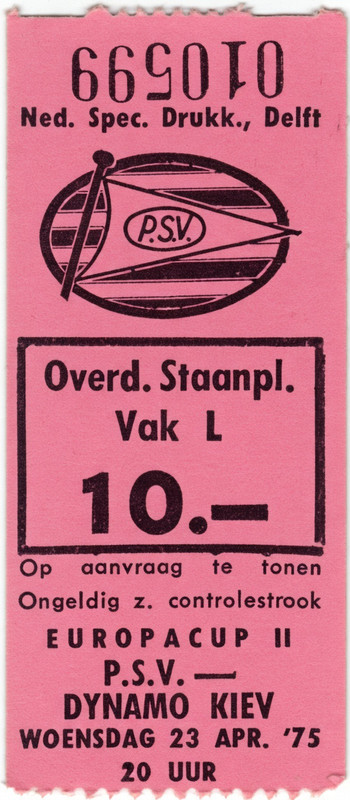 010599
Ned. Spec. Drukk., Delft
P.S.V.
Overd. Staanpl.
Vak L
10.—
Op aanvraag te tonen
Ongeldig z. controlestrook
EUROPACUP II
P.S.V. —
DYNAMO KIEV
WOENSDAG 23 APR. '75
20 UUR